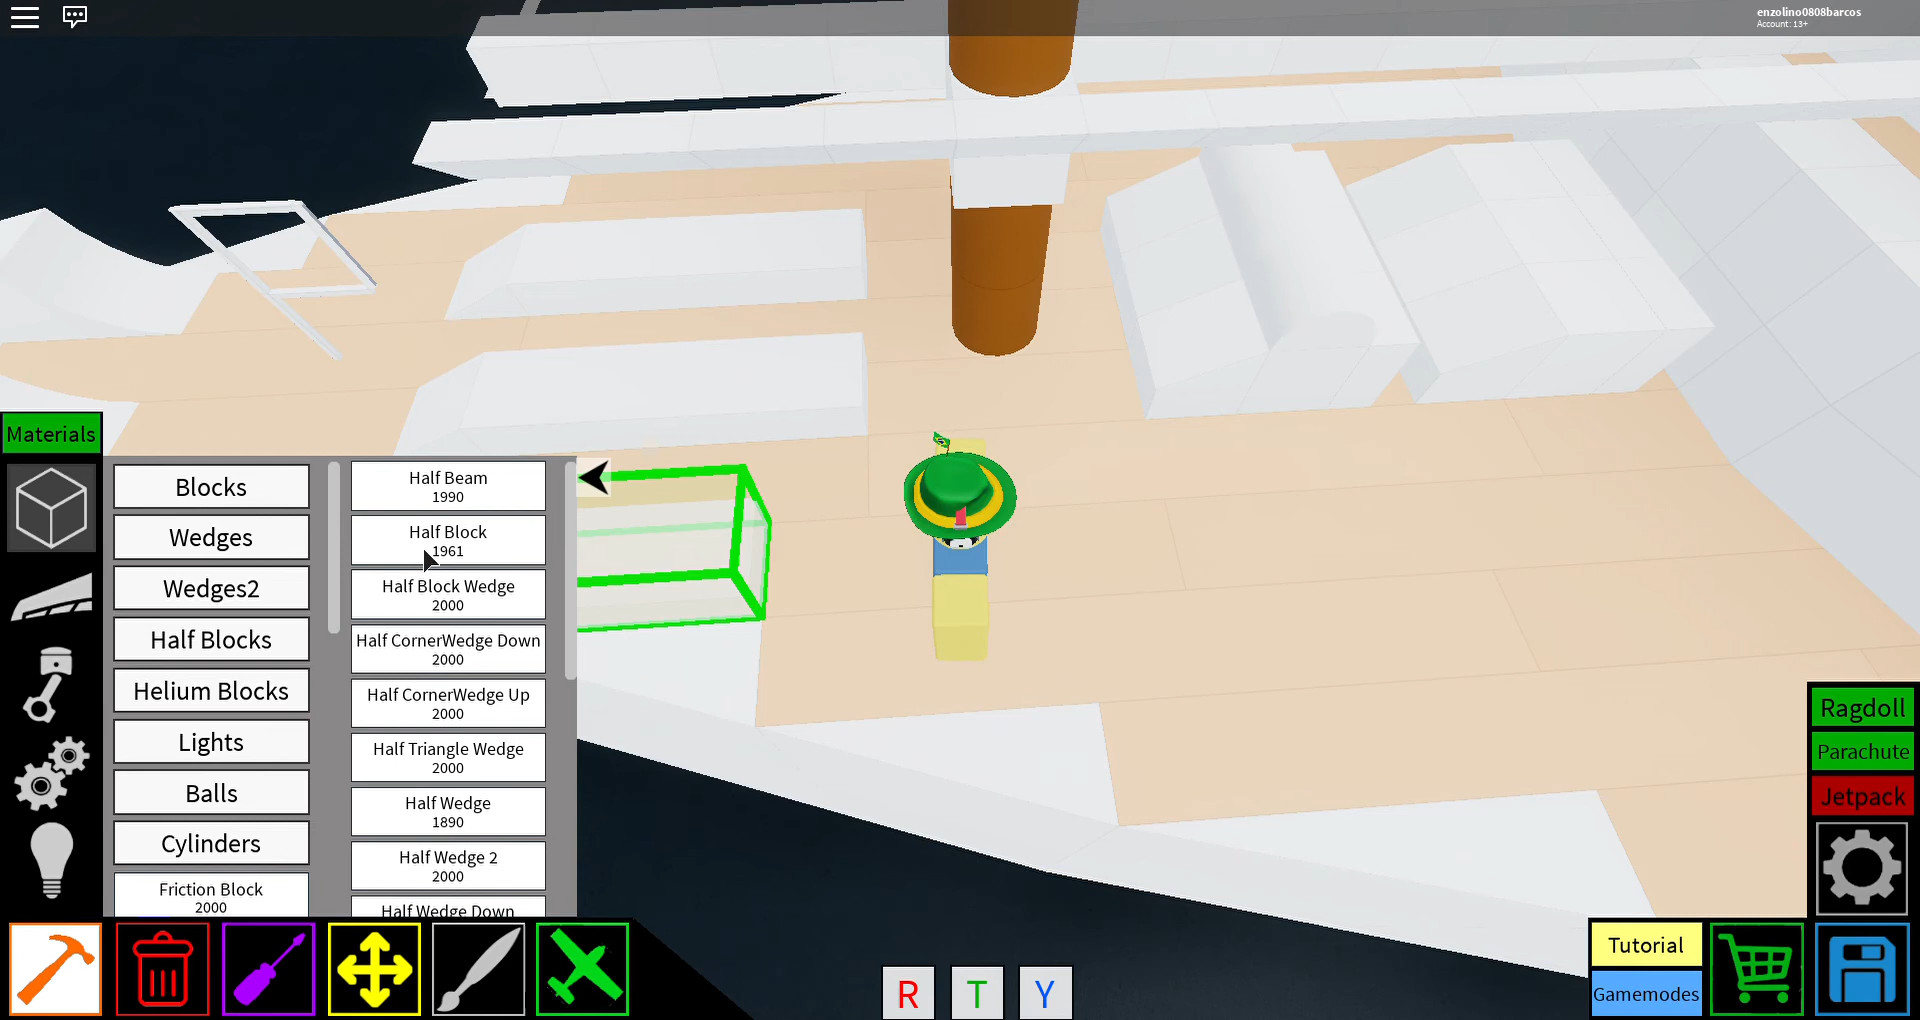 enzolino0808barcos
Account: 13+
Materials
Blocks
Wedges
Wedges2
Half Blocks
Helium Blocks
Lights
Balls
Cylinders
Friction Block
2000
Half Beam
1990
Half Block
1961
Half Block Wedge
2000
Half CornerWedge Down
2000
Half CornerWedge Up
2000
Half Triangle Wedge
2000
Half Wedge
1890
Half Wedge 2
2000
Half Wedge Down
Ragdoll
Parachute
Jetpack
Tutorial
Gamemodes
R
T
Y